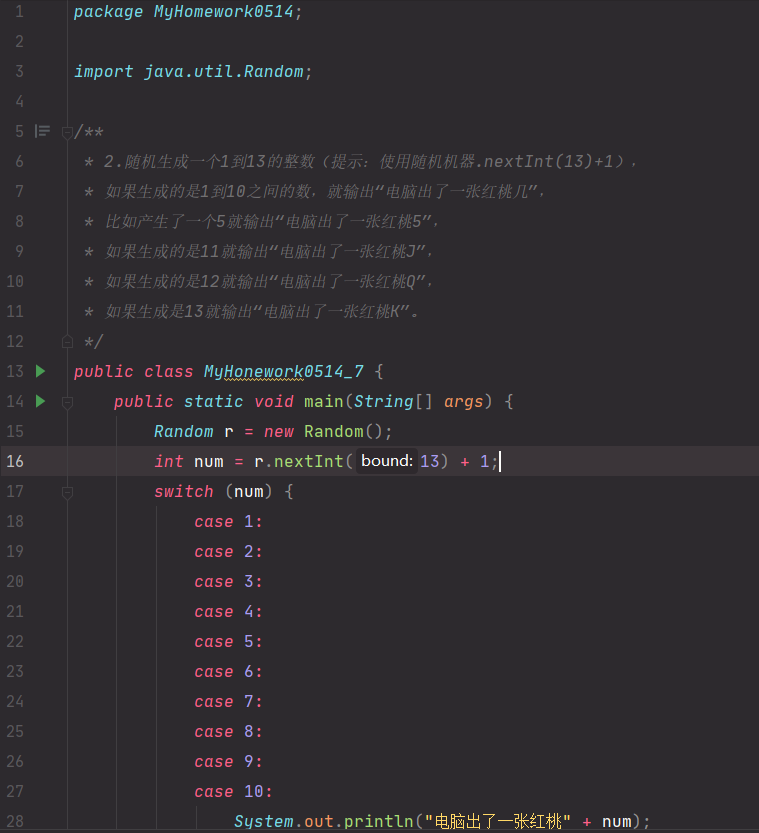 1 package MyHomework0514;
2
3 import java.util.Random;
4
5 /**
6 * 2.随机生成一个1到13的整数（提示：使用随机机器.nextInt(13)+1），
7 * 如果生成的是1到10之间的数，就输出“电脑出了一张红桃几”，
8 * 比如产生了一个5就输出“电脑出了一张红桃5”，
9 * 如果生成的是11就输出“电脑出了一张红桃J”，
10 * 如果生成的是12就输出“电脑出了一张红桃Q”，
11 * 如果生成是13就输出“电脑出了一张红桃K”。
12 */
13 public class MyHonework0514_7 {
14 public static void main(String[] args) {
15 Random r = new Random();
16 int num = r.nextInt( bound: 13) + 1;
17 switch (num) {
18 case 1:
19 case 2:
20 case 3:
21 case 4:
22 case 5:
23 case 6:
24 case 7:
25 case 8:
26 case 9:
27 case 10:
28 System.out.println("电脑出了一张红桃" + num);